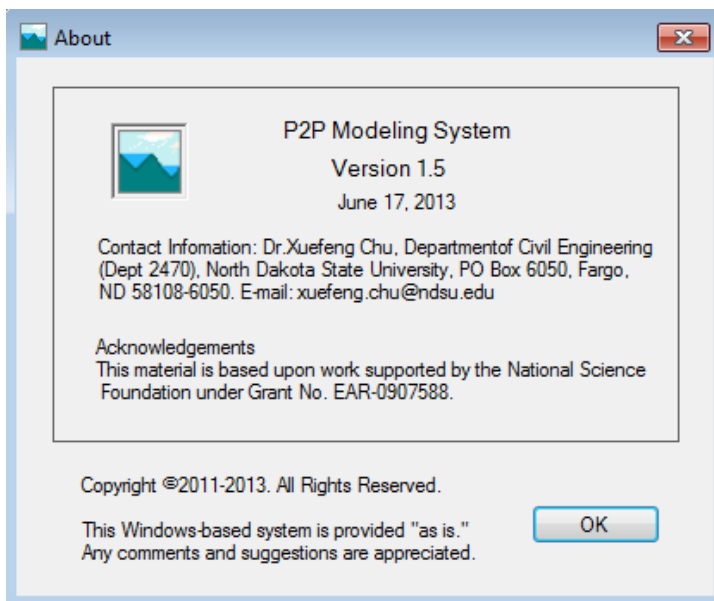 About
P2P Modeling System
Version 1.5
June 17, 2013
Contact Infomation: Dr.Xuefeng Chu, Departmentof Civil Engineering
(Dept 2470), North Dakota State University, PO Box 6050, Fargo,
ND 58108-6050. E-mail: xuefeng.chu@ndsu.edu
Acknowledgements
This material is based upon work supported by the National Science
Foundation under Grant No. EAR-0907588.
Copyright ©2011-2013. All Rights Reserved.
This Windows-based system is provided "as is."
Any comments and suggestions are appreciated.
OK